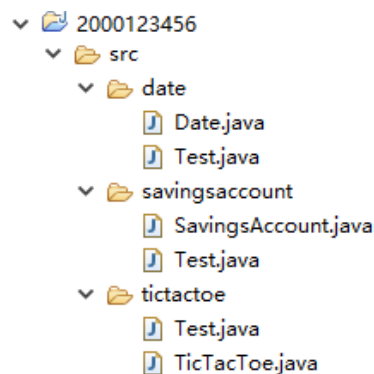 2000123456
src
date
Date.java
Test.java
savingsaccount
SavingsAccount.java
Test.java
tictactoe
Test.java
TicTacToe.java